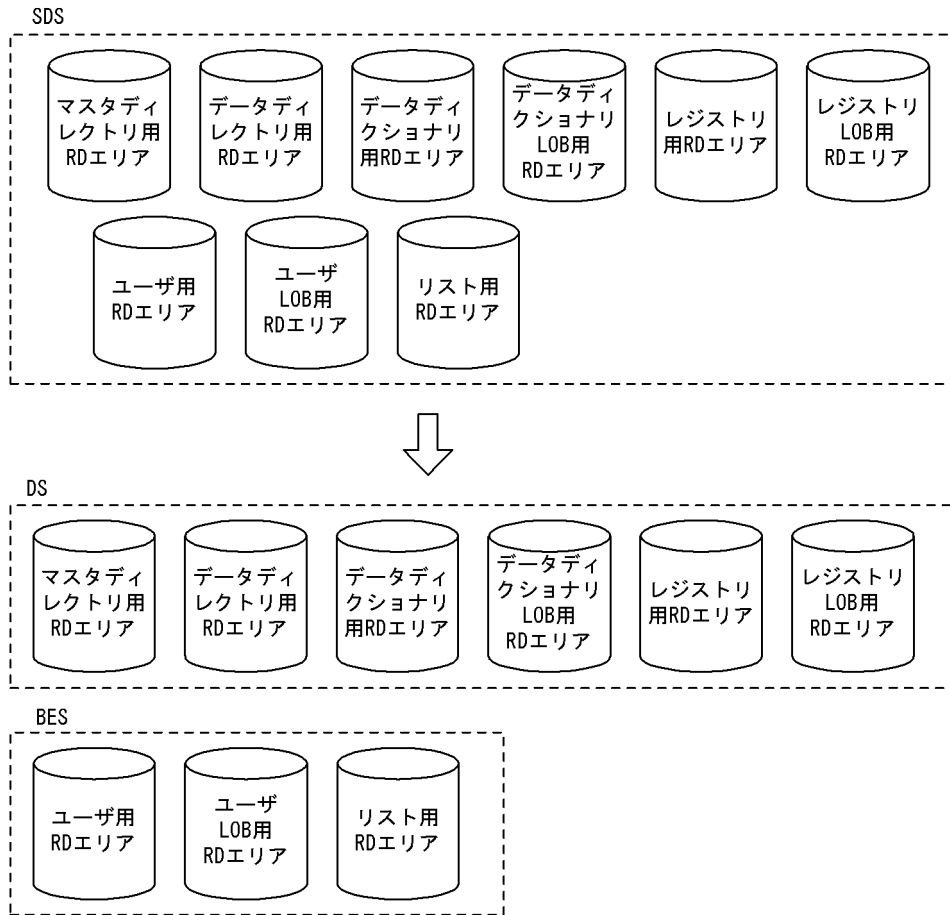 SDS
マスタディ
レクトリ用
RDエリア
データディ
レクトリ用
RDエリア
データディ
クショナリ
用RDエリア
データディ
クショナリ
LOB用
RDエリア
レジストリ
用RDエリア
レジストリ
LOB用
RDエリア
ユーザ用
RDエリア
ユーザ
LOB用
RDエリア
リスト用
RDエリア
DS
マスタディ
レクトリ用
RDエリア
データディ
レクトリ用
RDエリア
データディ
クショナリ
用RDエリア
データディ
クショナリ
LOB用
RDエリア
レジストリ
用RDエリア
レジストリ
LOB用
RDエリア
BES
ユーザ用
RDエリア
ユーザ
LOB用
RDエリア
リスト用
RDエリア